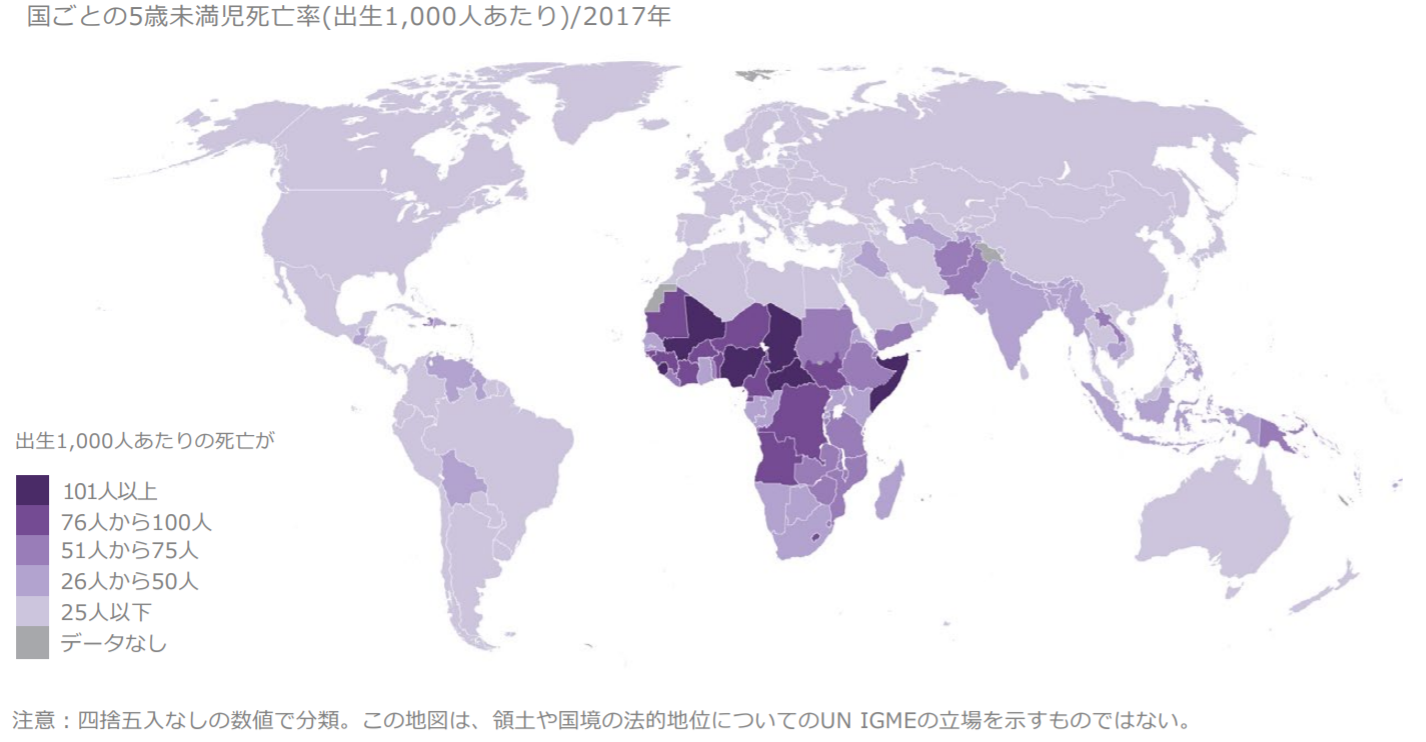 国ごとの5歳未満児死亡率(出生1,000人あたり)/2017年
出生1,000人あたりの死亡が
101人以上
76人から100人
51人から75人
26人から50人
25人以下
データなし
注意：四捨五入なしの数値で分類。この地図は、領土や国境の法的地位についてのUN IGMEの立場を示すものではない。